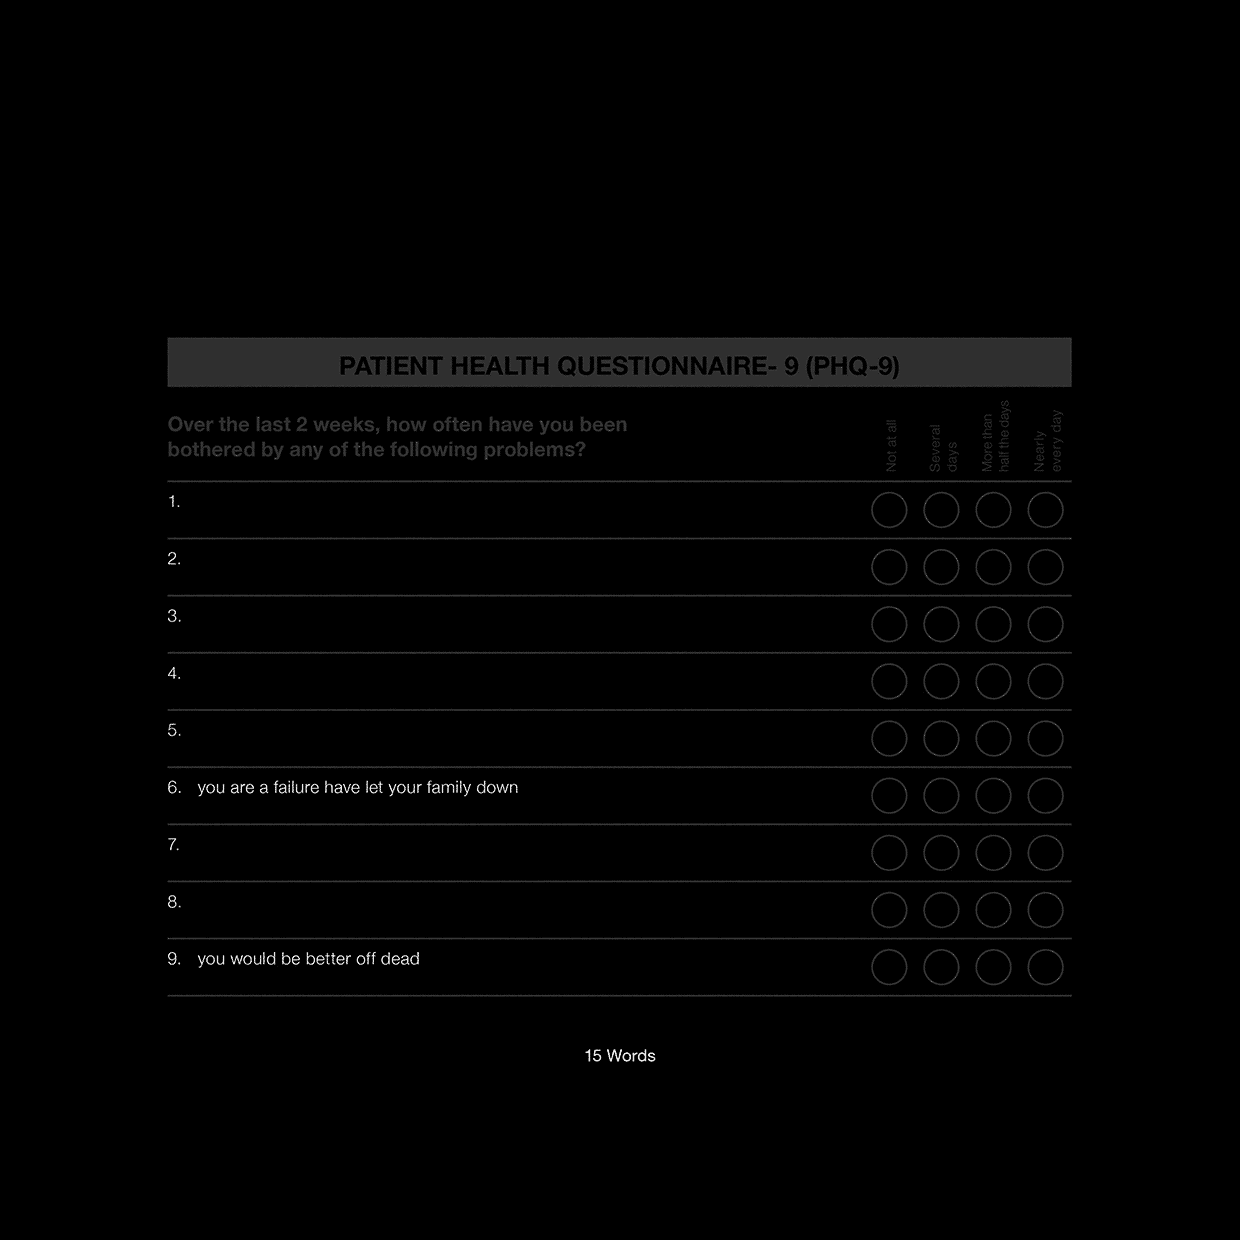 PATIENT HEALTH QUESTIONNAIRE- 9 (PHQ-9)
Over the last 2 weeks, how often have you been
bothered by any of the following problems?
Not at all
Several
days
More than
half the days
Nearly
every day
1.
2.
3.
4.
5.
6. you are a failure have let your family down
7.
8.
9. you would be better off dead
15 Words